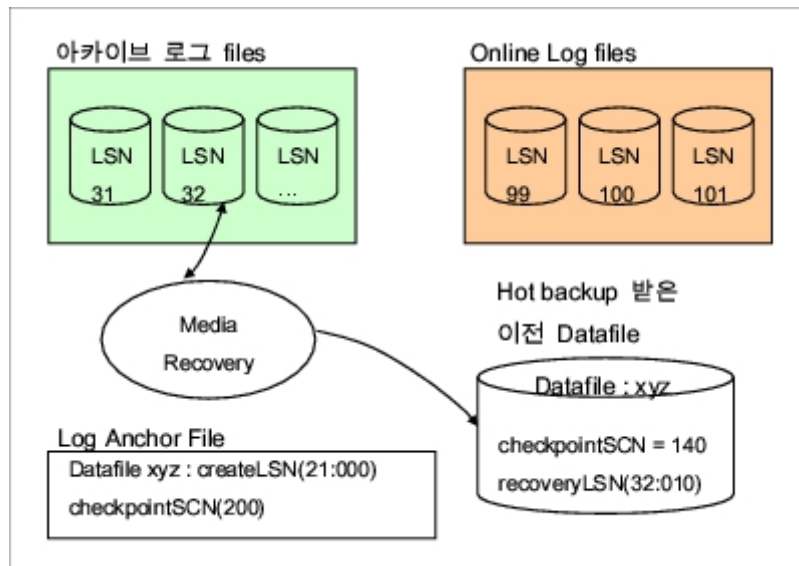 아카이브 로그 files
LSN
31
LSN
32
LSN
...
Online Log files
LSN
99
LSN
100
LSN
101
Media
Recovery
Hot backup 받은
이전 Datafile
Datafile : xyz
checkpointSCN = 140
recoveryLSN(32:010)
Log Anchor File
Datafile xyz : createLSN(21:000)
checkpointSCN(200)